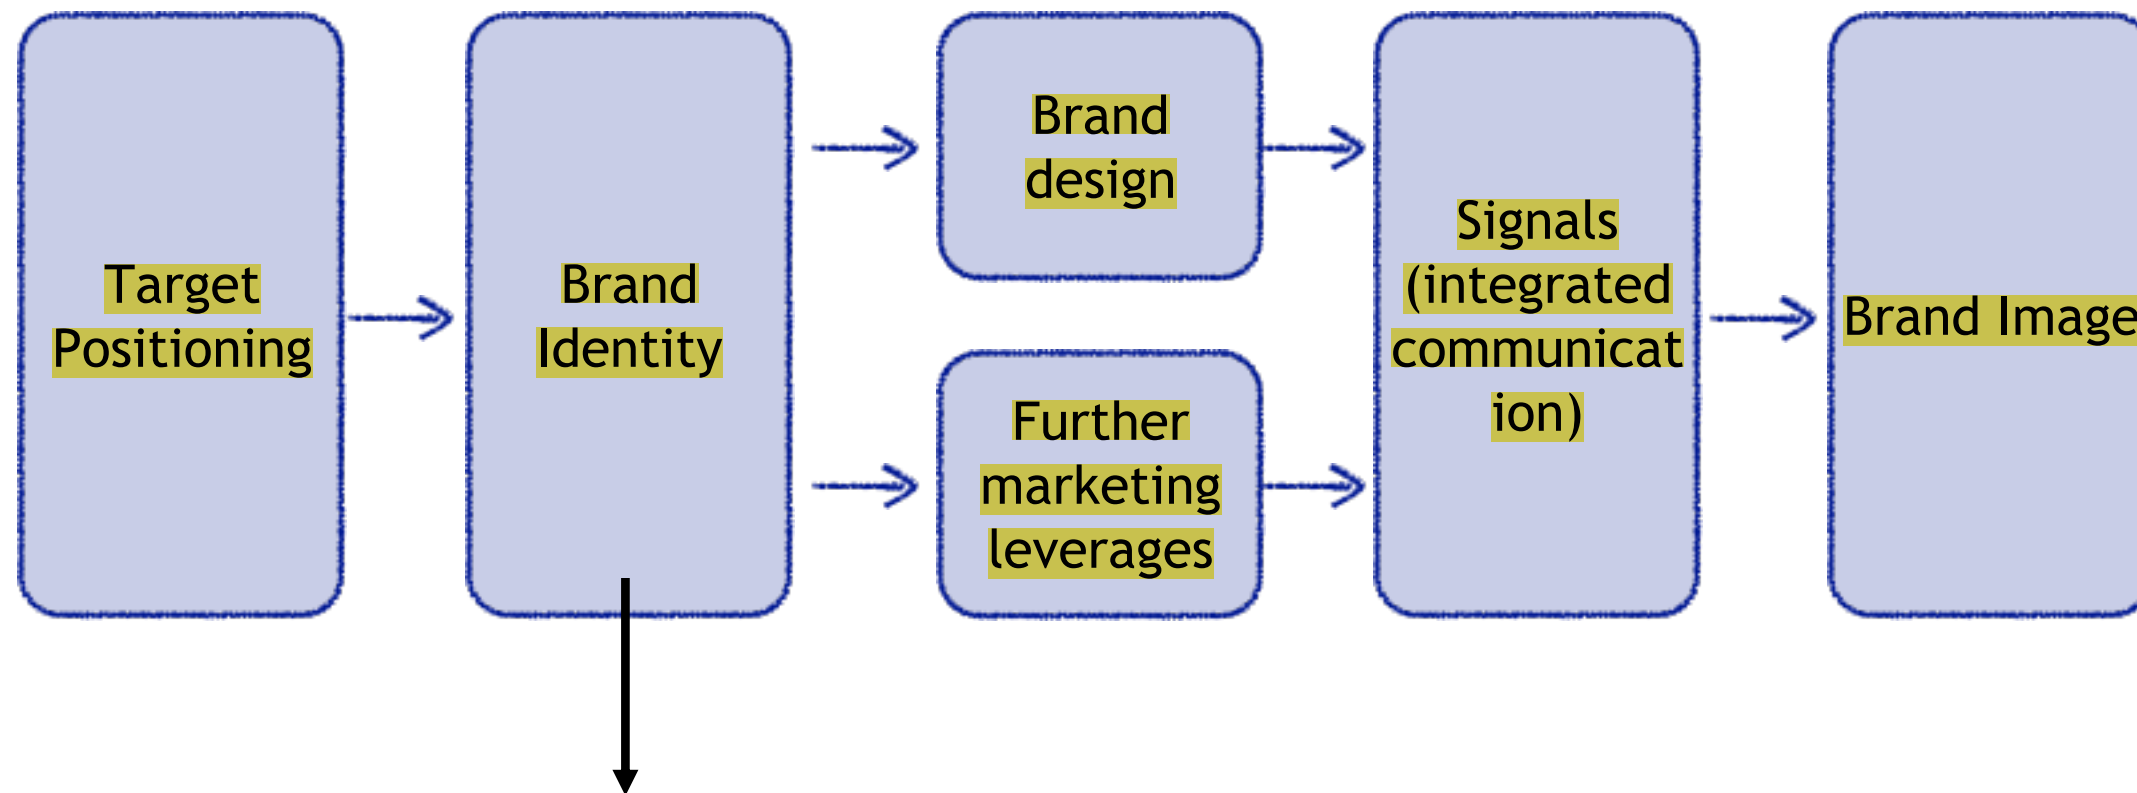 Target
Positioning
Brand
Identity
Brand
design
Further
marketing
leverages
Signals
(integrated
communicat
ion)
Brand Image